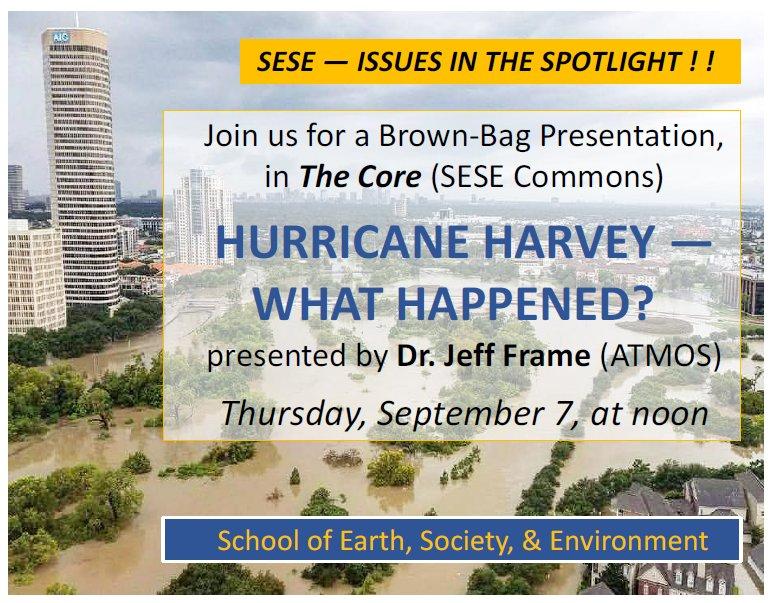 AIG
SESE — ISSUES IN THE SPOTLIGHT ! !
Join us for a Brown-Bag Presentation,
in The Core (SESE Commons)
HURRICANE HARVEY —
WHAT HAPPENED?
presented by Dr. Jeff Frame (ATMOS)
Thursday, September 7, at noon
School of Earth, Society, & Environment